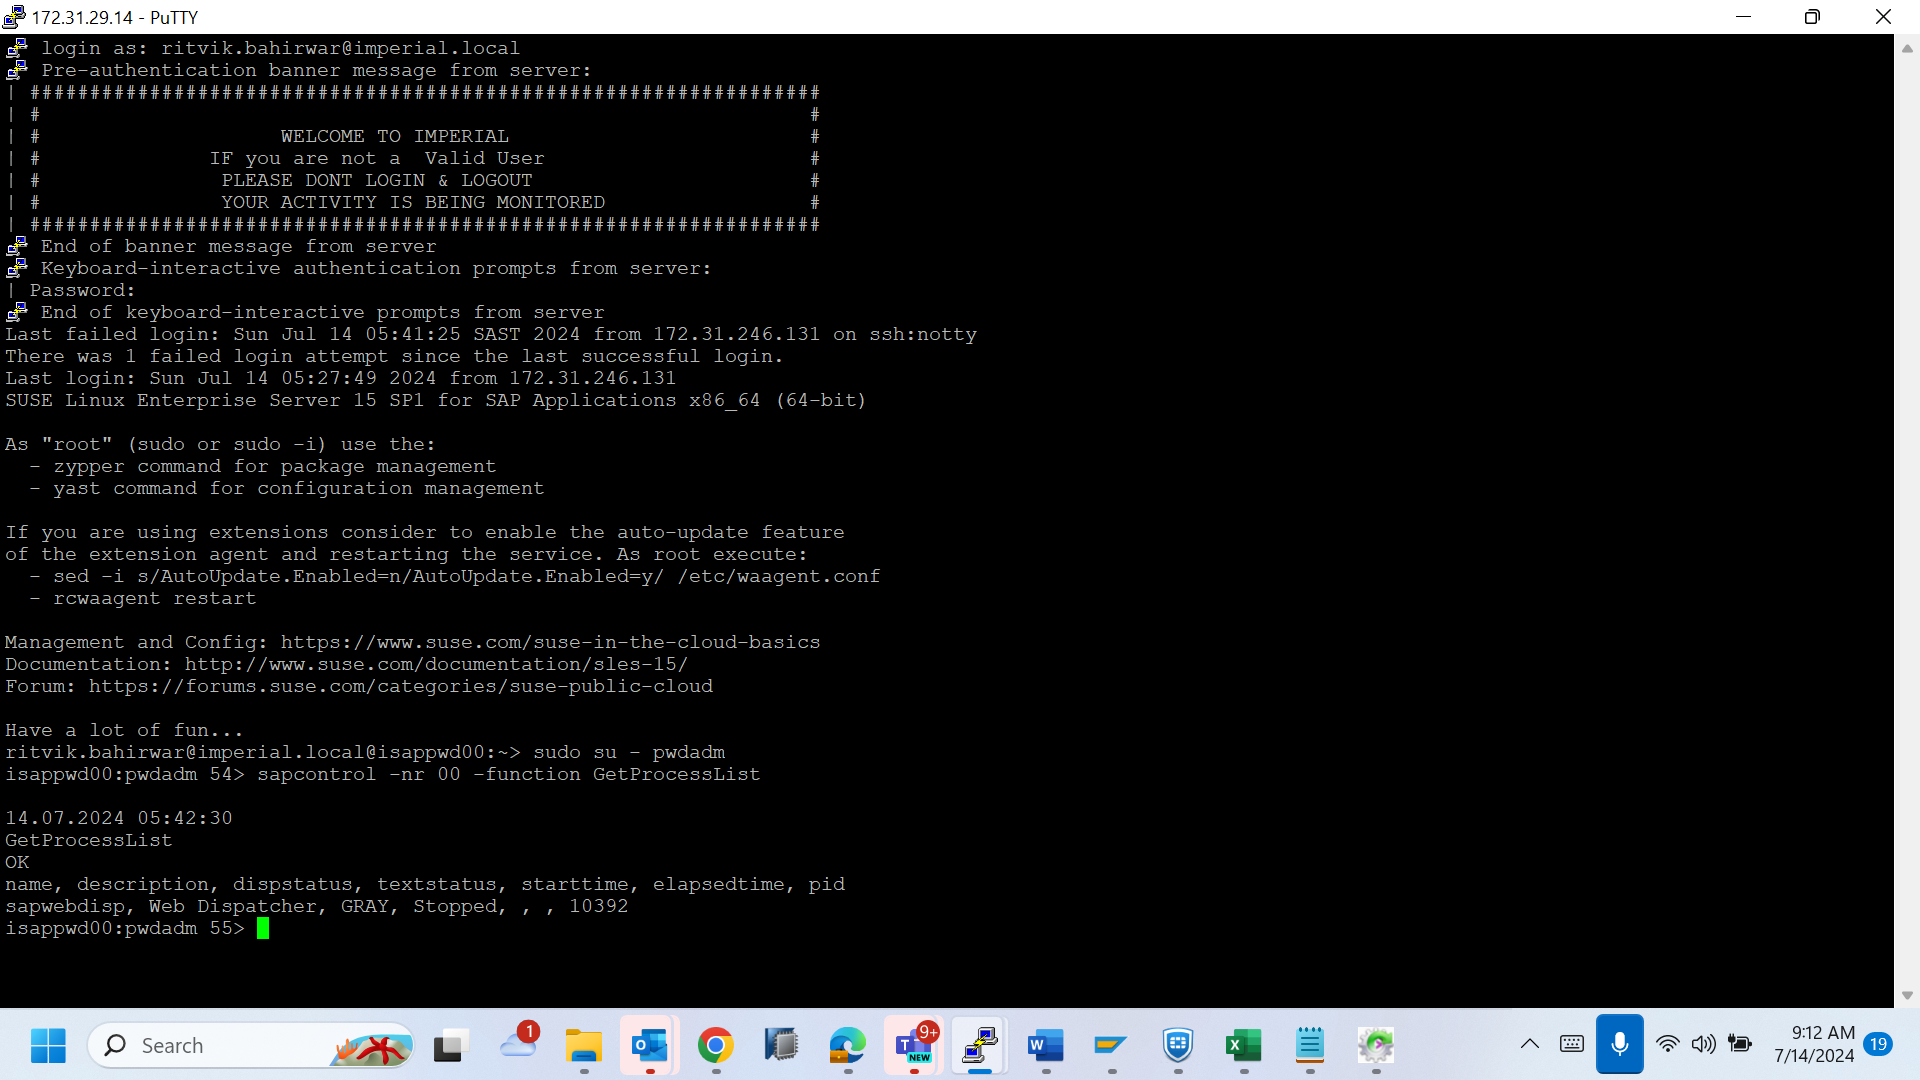 172.31.29.14 - PuTTY
login as: ritvik.bahirwar@imperial.local
Pre-authentication banner message from server:
| ##################################################################
| #                                                                #
| #                    WELCOME TO IMPERIAL                         #
| #              IF you are not a  Valid User                      #
| #               PLEASE DONT LOGIN & LOGOUT                       #
| #               YOUR ACTIVITY IS BEING MONITORED                 #
| ##################################################################
End of banner message from server
Keyboard-interactive authentication prompts from server:
| Password:
End of keyboard-interactive prompts from server
Last failed login: Sun Jul 14 05:41:25 SAST 2024 from 172.31.246.131 on ssh:notty
There was 1 failed login attempt since the last successful login.
Last login: Sun Jul 14 05:27:49 2024 from 172.31.246.131
SUSE Linux Enterprise Server 15 SP1 for SAP Applications x86_64 (64-bit)
As "root" (sudo or sudo -i) use the:
  - zypper command for package management
  - yast command for configuration management
If you are using extensions consider to enable the auto-update feature
of the extension agent and restarting the service. As root execute:
  - sed -i s/AutoUpdate.Enabled=n/AutoUpdate.Enabled=y/ /etc/waagent.conf
  - rcwaagent restart
Management and Config: https://www.suse.com/suse-in-the-cloud-basics
Documentation: http://www.suse.com/documentation/sles-15/
Forum: https://forums.suse.com/categories/suse-public-cloud
Have a lot of fun...
ritvik.bahirwar@imperial.local@isappwd00:~> sudo su - pwdadm
isappwd00:pwdadm 54> sapcontrol -nr 00 -function GetProcessList
14.07.2024 05:42:30
GetProcessList
OK
name, description, dispstatus, textstatus, starttime, elapsedtime, pid
sapwebdisp, Web Dispatcher, GRAY, Stopped, , , 10392
isappwd00:pwdadm 55>
Search
1
9+
NEW
9:12 AM
7/14/2024
19